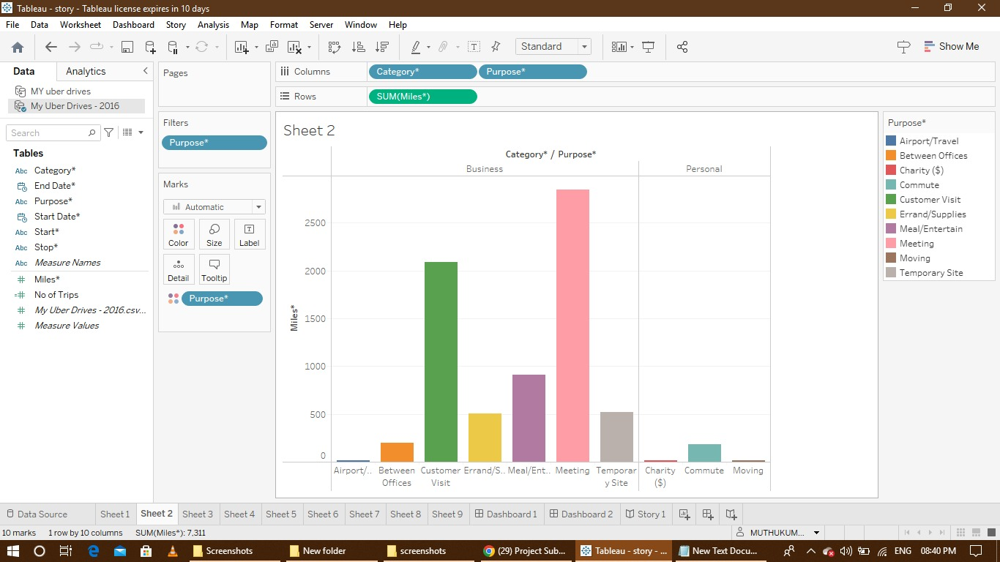 Tableau - story - Tableau license expires in 10 days
File Data Worksheet Dashboard Story Analysis Map Format Server Window Help
Standard
Show Me
Data Analytics
MY uber drives
My Uber Drives - 2016
Search
Tables
Abc Category*
End Date*
Abc Purpose*
Start Date*
Abc Start*
Abc Stop*
Abc Measure Names
# Miles*
=# No of Trips
# My Uber Drives - 2016.csv...
# Measure Values
Pages
Filters
Purpose*
Marks
Automatic
Color Size Label
Detail Tooltip
Purpose*
Columns Category* Purpose*
Rows SUM(Miles*)
Sheet 2
Category* / Purpose*
Business Personal
Miles*
2500
2000
1500
1000
500
0
Airport/.. Between Offices Customer Visit Errand/S.. Meal/Ent.. Meeting Temporary Site Charity ($) Commute Moving
Purpose*
Airport/Travel
Between Offices
Charity ($)
Commute
Customer Visit
Errand/Supplies
Meal/Entertain
Meeting
Moving
Temporary Site
Data Source Sheet 1 Sheet 2 Sheet 3 Sheet 4 Sheet 5 Sheet 6 Sheet 7 Sheet 8 Sheet 9 Dashboard 1 Dashboard 2 Story 1
10 marks 1 row by 10 columns SUM(Miles*): 7,311 MUTHUKUM...
Screenshots New folder screenshots (29) Project Sub... Tableau - story - ... New Text Docu... ENG 08:40 PM